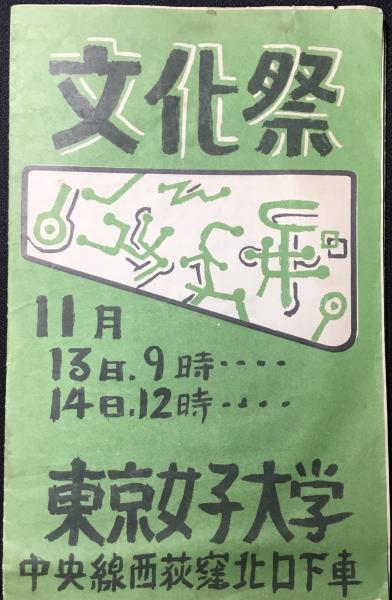 文化祭
11月
13日.9時････
14日.12時････
東京女子大学
中央線西荻窪北口下車